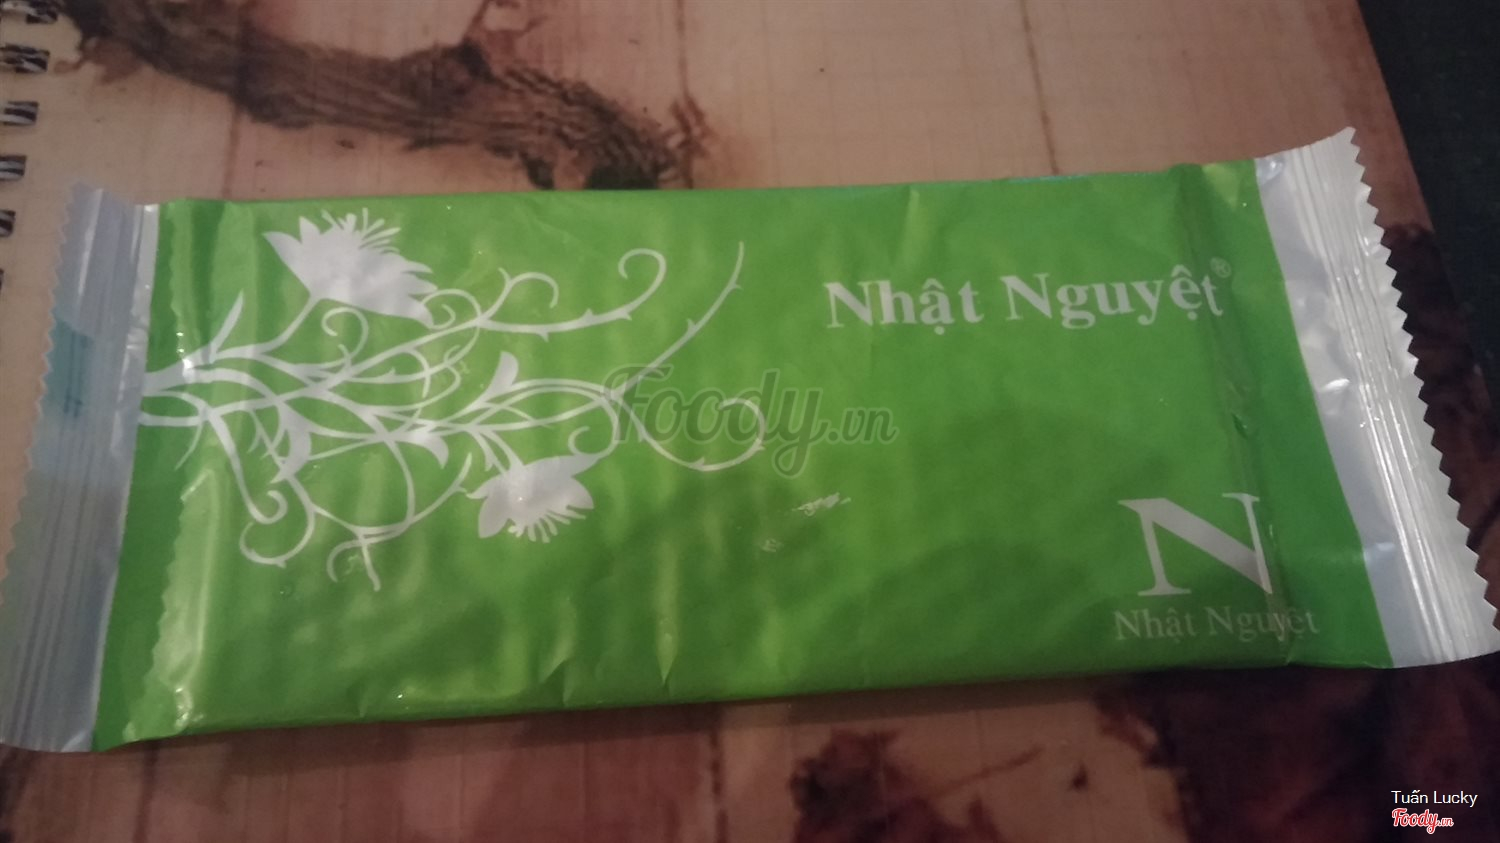 Nhật Nguyệt®
Foody.vn
N
Nhật Nguyệt
Tuấn Lucky
Foody.vn